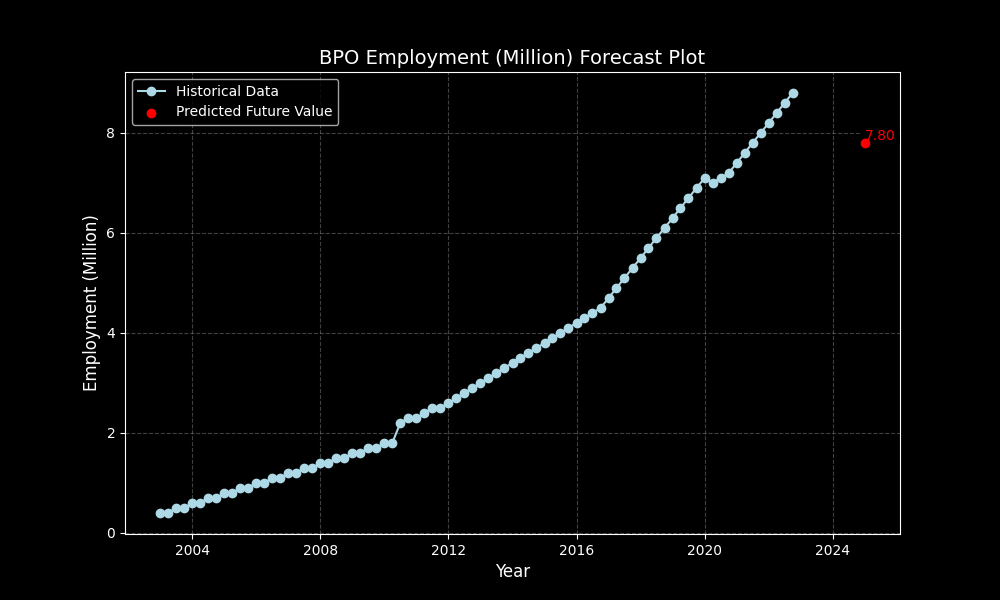 BPO Employment (Million) Forecast Plot
Historical Data
Predicted Future Value
7.80
8
6
4
2
0
Employment (Million)
2004 2008 2012 2016 2020 2024
Year